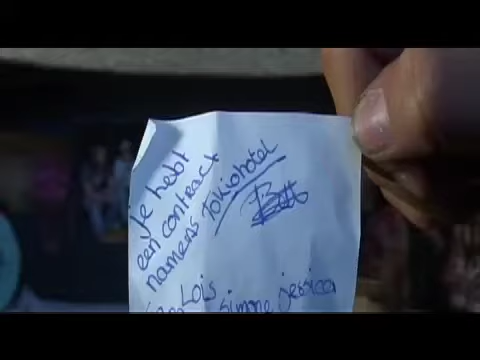 Je hebt
een contract
namens Tokiohotel
Lois
Simone Jessica